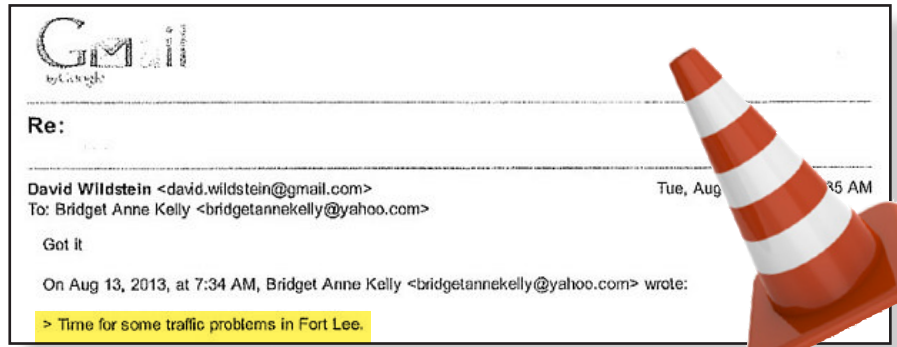 Gmail
by Google
Re:
David Wildstein <david.wildstein@gmail.com> Tue, Aug 35 AM
To: Bridget Anne Kelly <bridgetannekelly@yahoo.com>
Got it
On Aug 13, 2013, at 7:34 AM, Bridget Anne Kelly <bridgetannekelly@yahoo.com> wrote:
> Time for some traffic problems in Fort Lee.